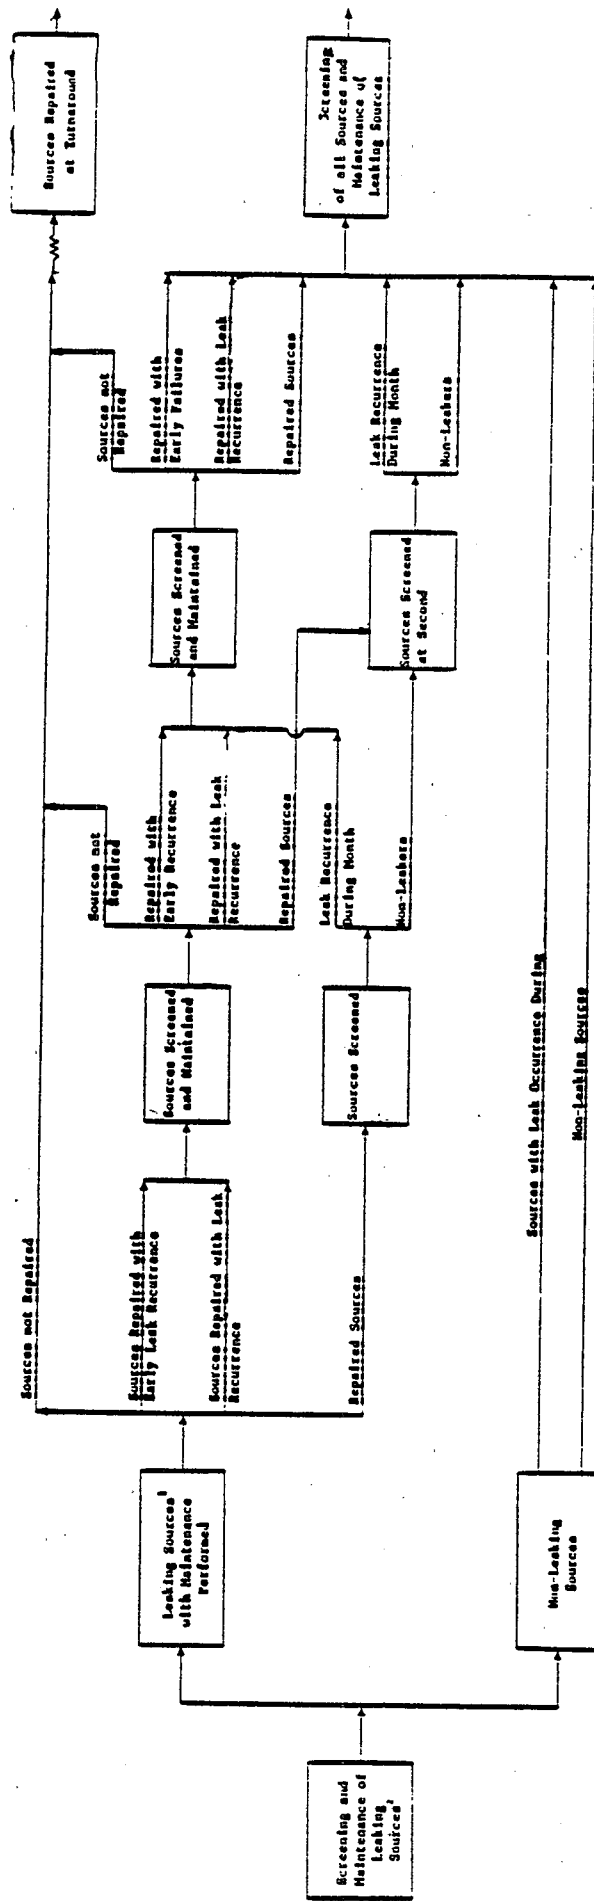 Screening and
Maintenance of
Leaking
Sources¹
Leaking Sources¹
with Maintenance
Performed
Non-Leaking
Sources
Sources not Repaired
Sources Repaired with
Early Leak Recurrence
Sources Repaired with Leak
Recurrence
Repaired Sources
Sources Screened
and Maintained
Sources Screened
Sources not
Repaired
Repaired with
Early Recurrence
Repaired with Leak
Recurrence
Repaired Sources
Leak Recurrence
During Month
Non-Leakers
Sources Screened
and Maintained
Sources Screened
at Second
Sources not
Repaired
Repaired with
Early Failures
Repaired with Leak
Recurrence
Repaired Sources
Leak Recurrence
During Month
Non-Leakers
Sources with Leak Occurrence During
Non-Leaking Sources
Sources Repaired
at Turnaround
Screening
of all Sources and
Maintenance of
Leaking Sources